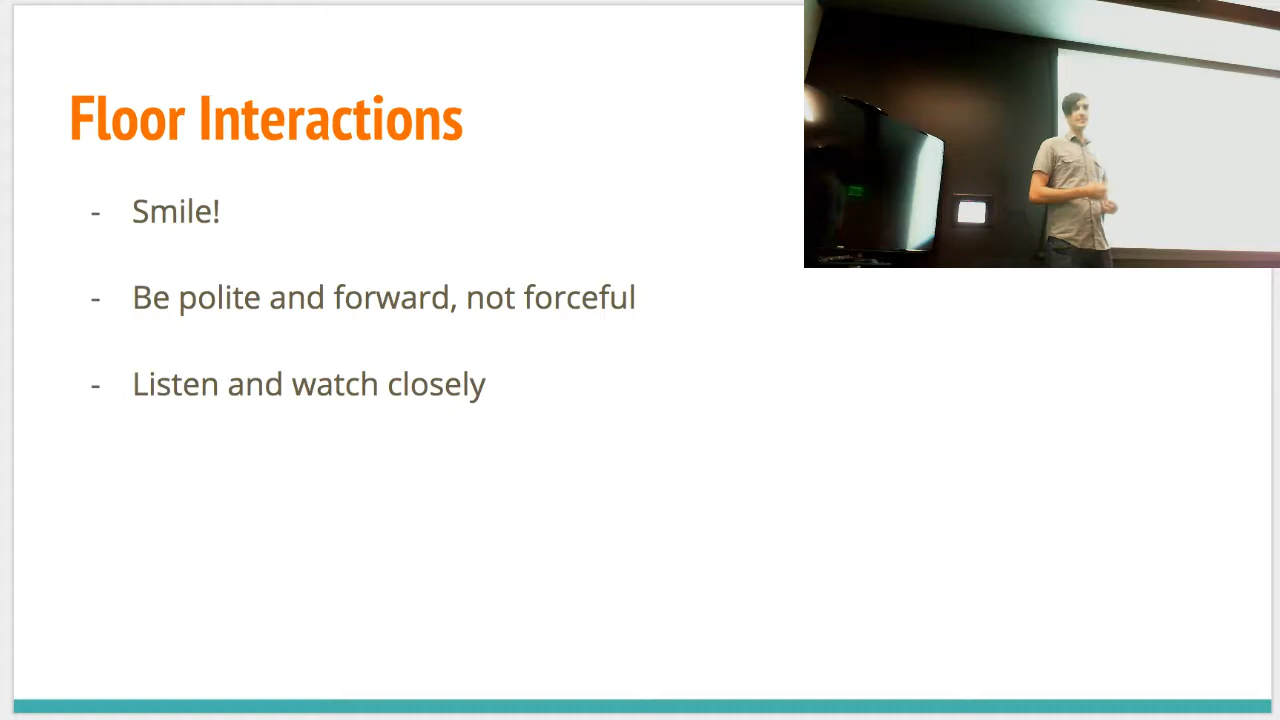 Floor Interactions
- Smile!
- Be polite and forward, not forceful
- Listen and watch closely